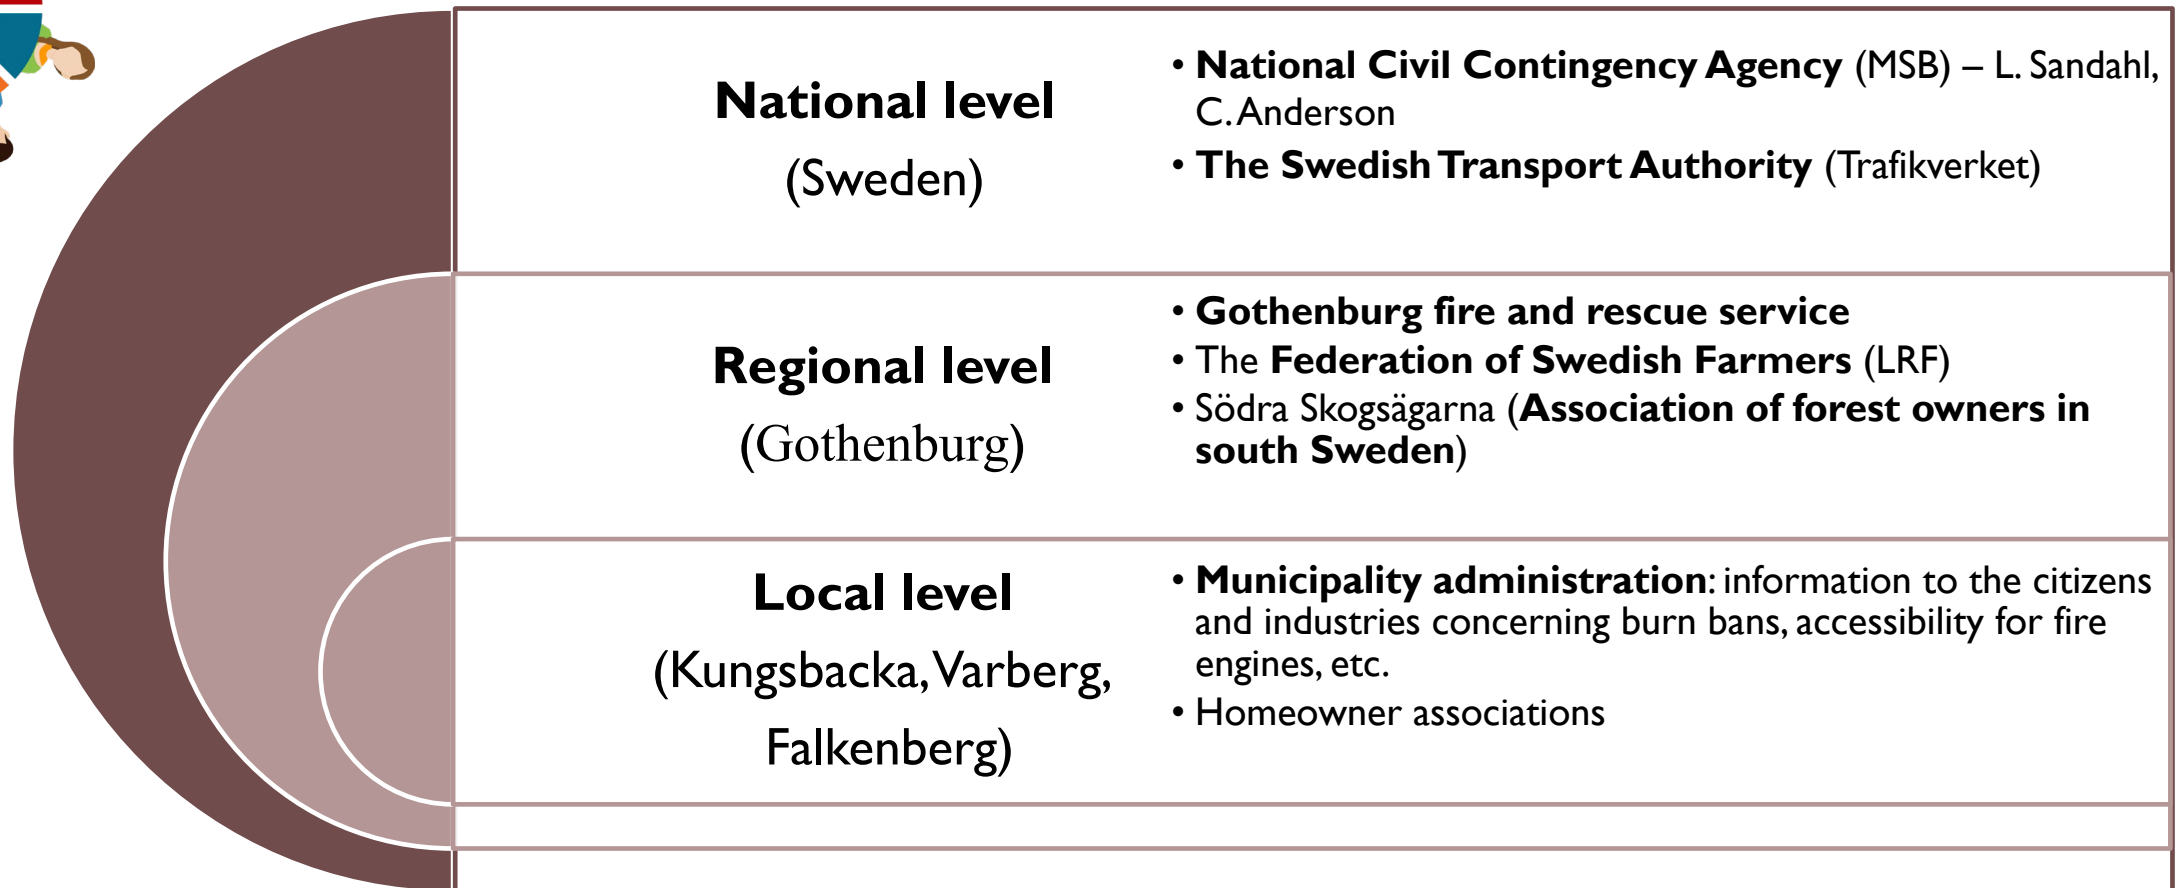 National level
(Sweden)
• National Civil Contingency Agency (MSB) – L. Sandahl,
C. Anderson
• The Swedish Transport Authority (Trafikverket)
Regional level
(Gothenburg)
• Gothenburg fire and rescue service
• The Federation of Swedish Farmers (LRF)
• Södra Skogsägarna (Association of forest owners in
south Sweden)
Local level
(Kungsbacka, Varberg,
Falkenberg)
• Municipality administration: information to the citizens
and industries concerning burn bans, accessibility for fire
engines, etc.
• Homeowner associations